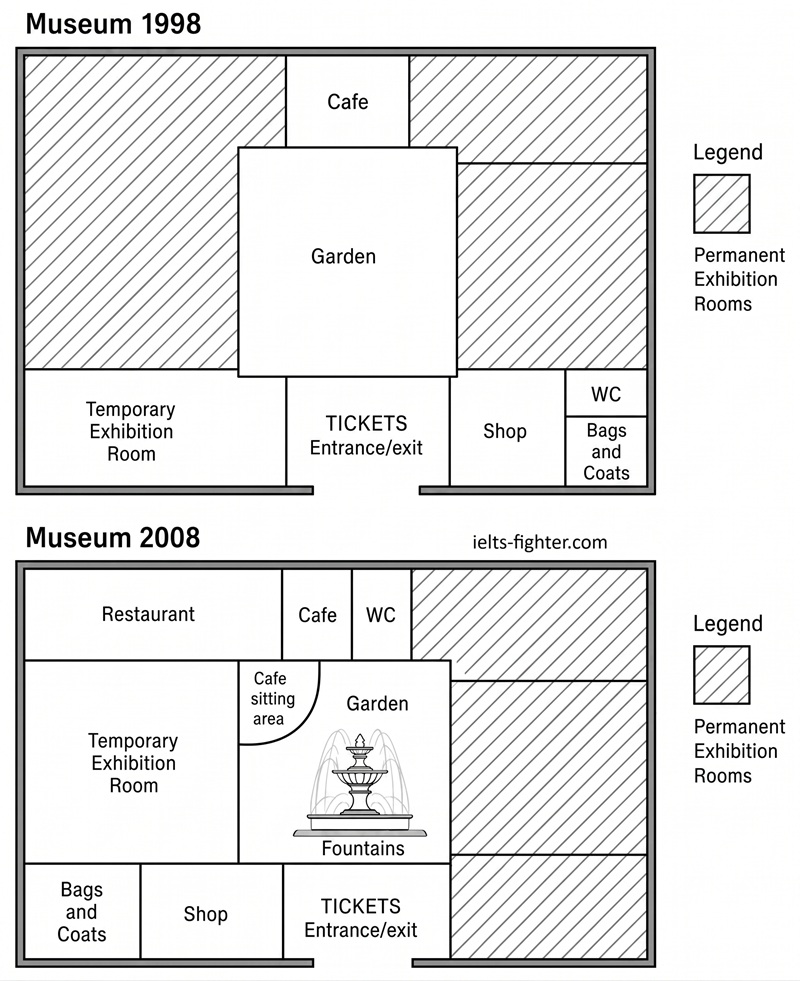 Museum 1998
Cafe
Legend
Permanent
Exhibition
Rooms
Garden
Temporary
Exhibition
Room
TICKETS
Entrance/exit
Shop
WC
Bags
and
Coats
Museum 2008
ielts-fighter.com
Restaurant
Cafe
WC
Legend
Permanent
Exhibition
Rooms
Cafe
sitting
area
Garden
Temporary
Exhibition
Room
Fountains
Bags
and
Coats
Shop
TICKETS
Entrance/exit